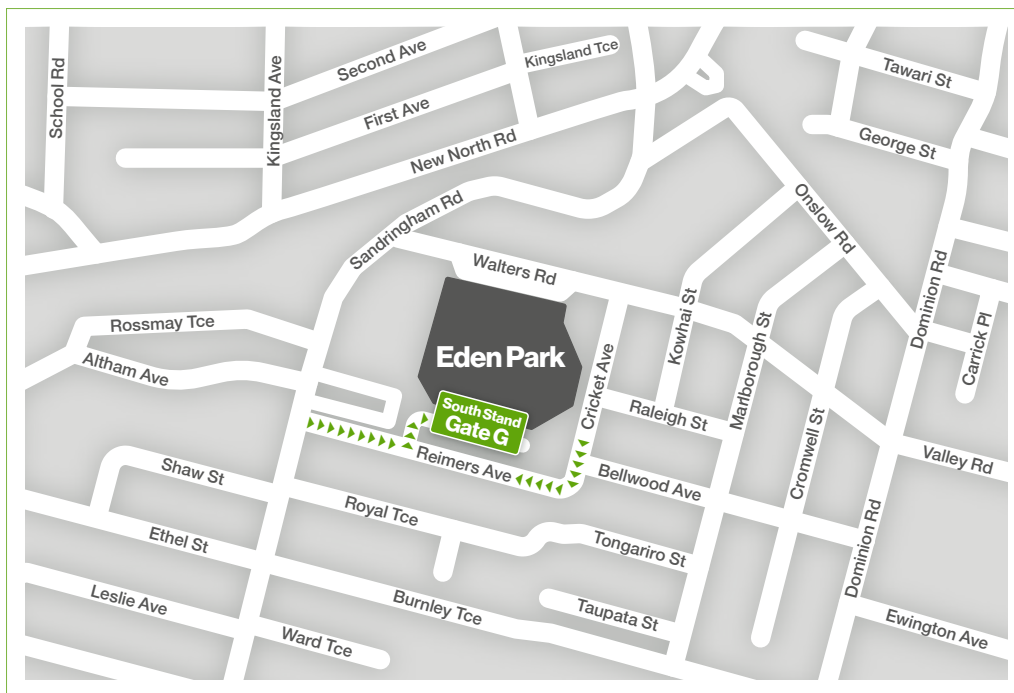 School Rd
Kingsland Ave
Second Ave
Kingsland Tce
First Ave
New North Rd
Tawari St
George St
Sandringham Rd
Onslow Rd
Walters Rd
Dominion Rd
Kowhai St
Marlborough St
Carrick Pl
Rossmay Tce
Altham Ave
Eden Park
Cricket Ave
South Stand
Gate G
Raleigh St
Cromwell St
Reimers Ave
Bellwood Ave
Valley Rd
Shaw St
Royal Tce
Ethel St
Tongariro St
Dominion Rd
Leslie Ave
Burnley Tce
Taupata St
Ward Tce
Ewington Ave